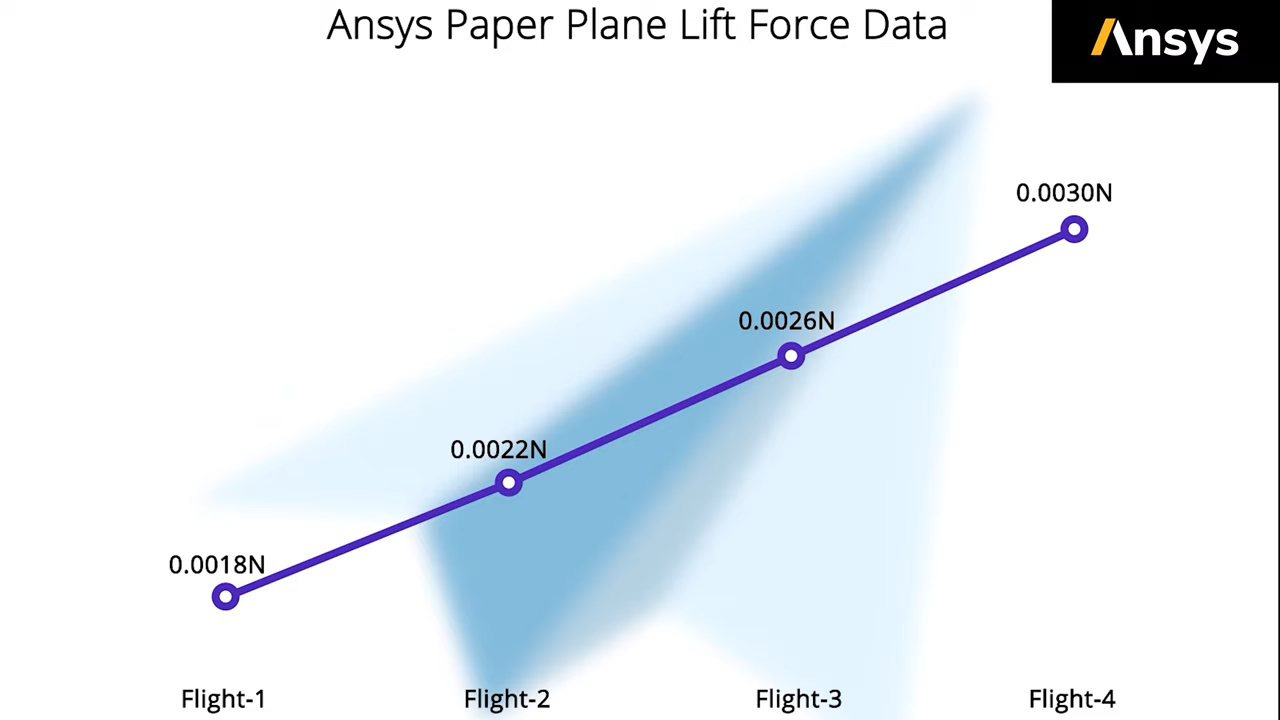 Ansys Paper Plane Lift Force Data
Ansys
0.0030N
0.0026N
0.0022N
0.0018N
Flight-1 Flight-2 Flight-3 Flight-4